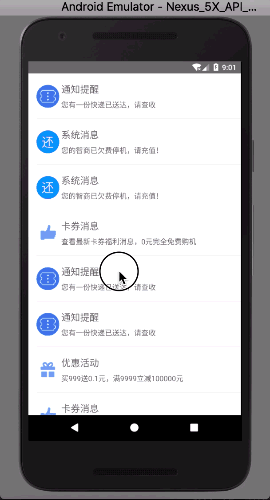 Android Emulator - Nexus_5X_API_...
9:01
通知提醒
您有一份快递已送达，请查收
还
系统消息
您的智商已欠费停机，请充值！
还
系统消息
您的智商已欠费停机，请充值！
卡券消息
查看最新卡券福利消息，0元完全免费购机
通知提醒
您有一份快递已送达，请查收
通知提醒
您有一份快递已送达，请查收
优惠活动
买999送0.1元，满9999立减100000元
卡券消息